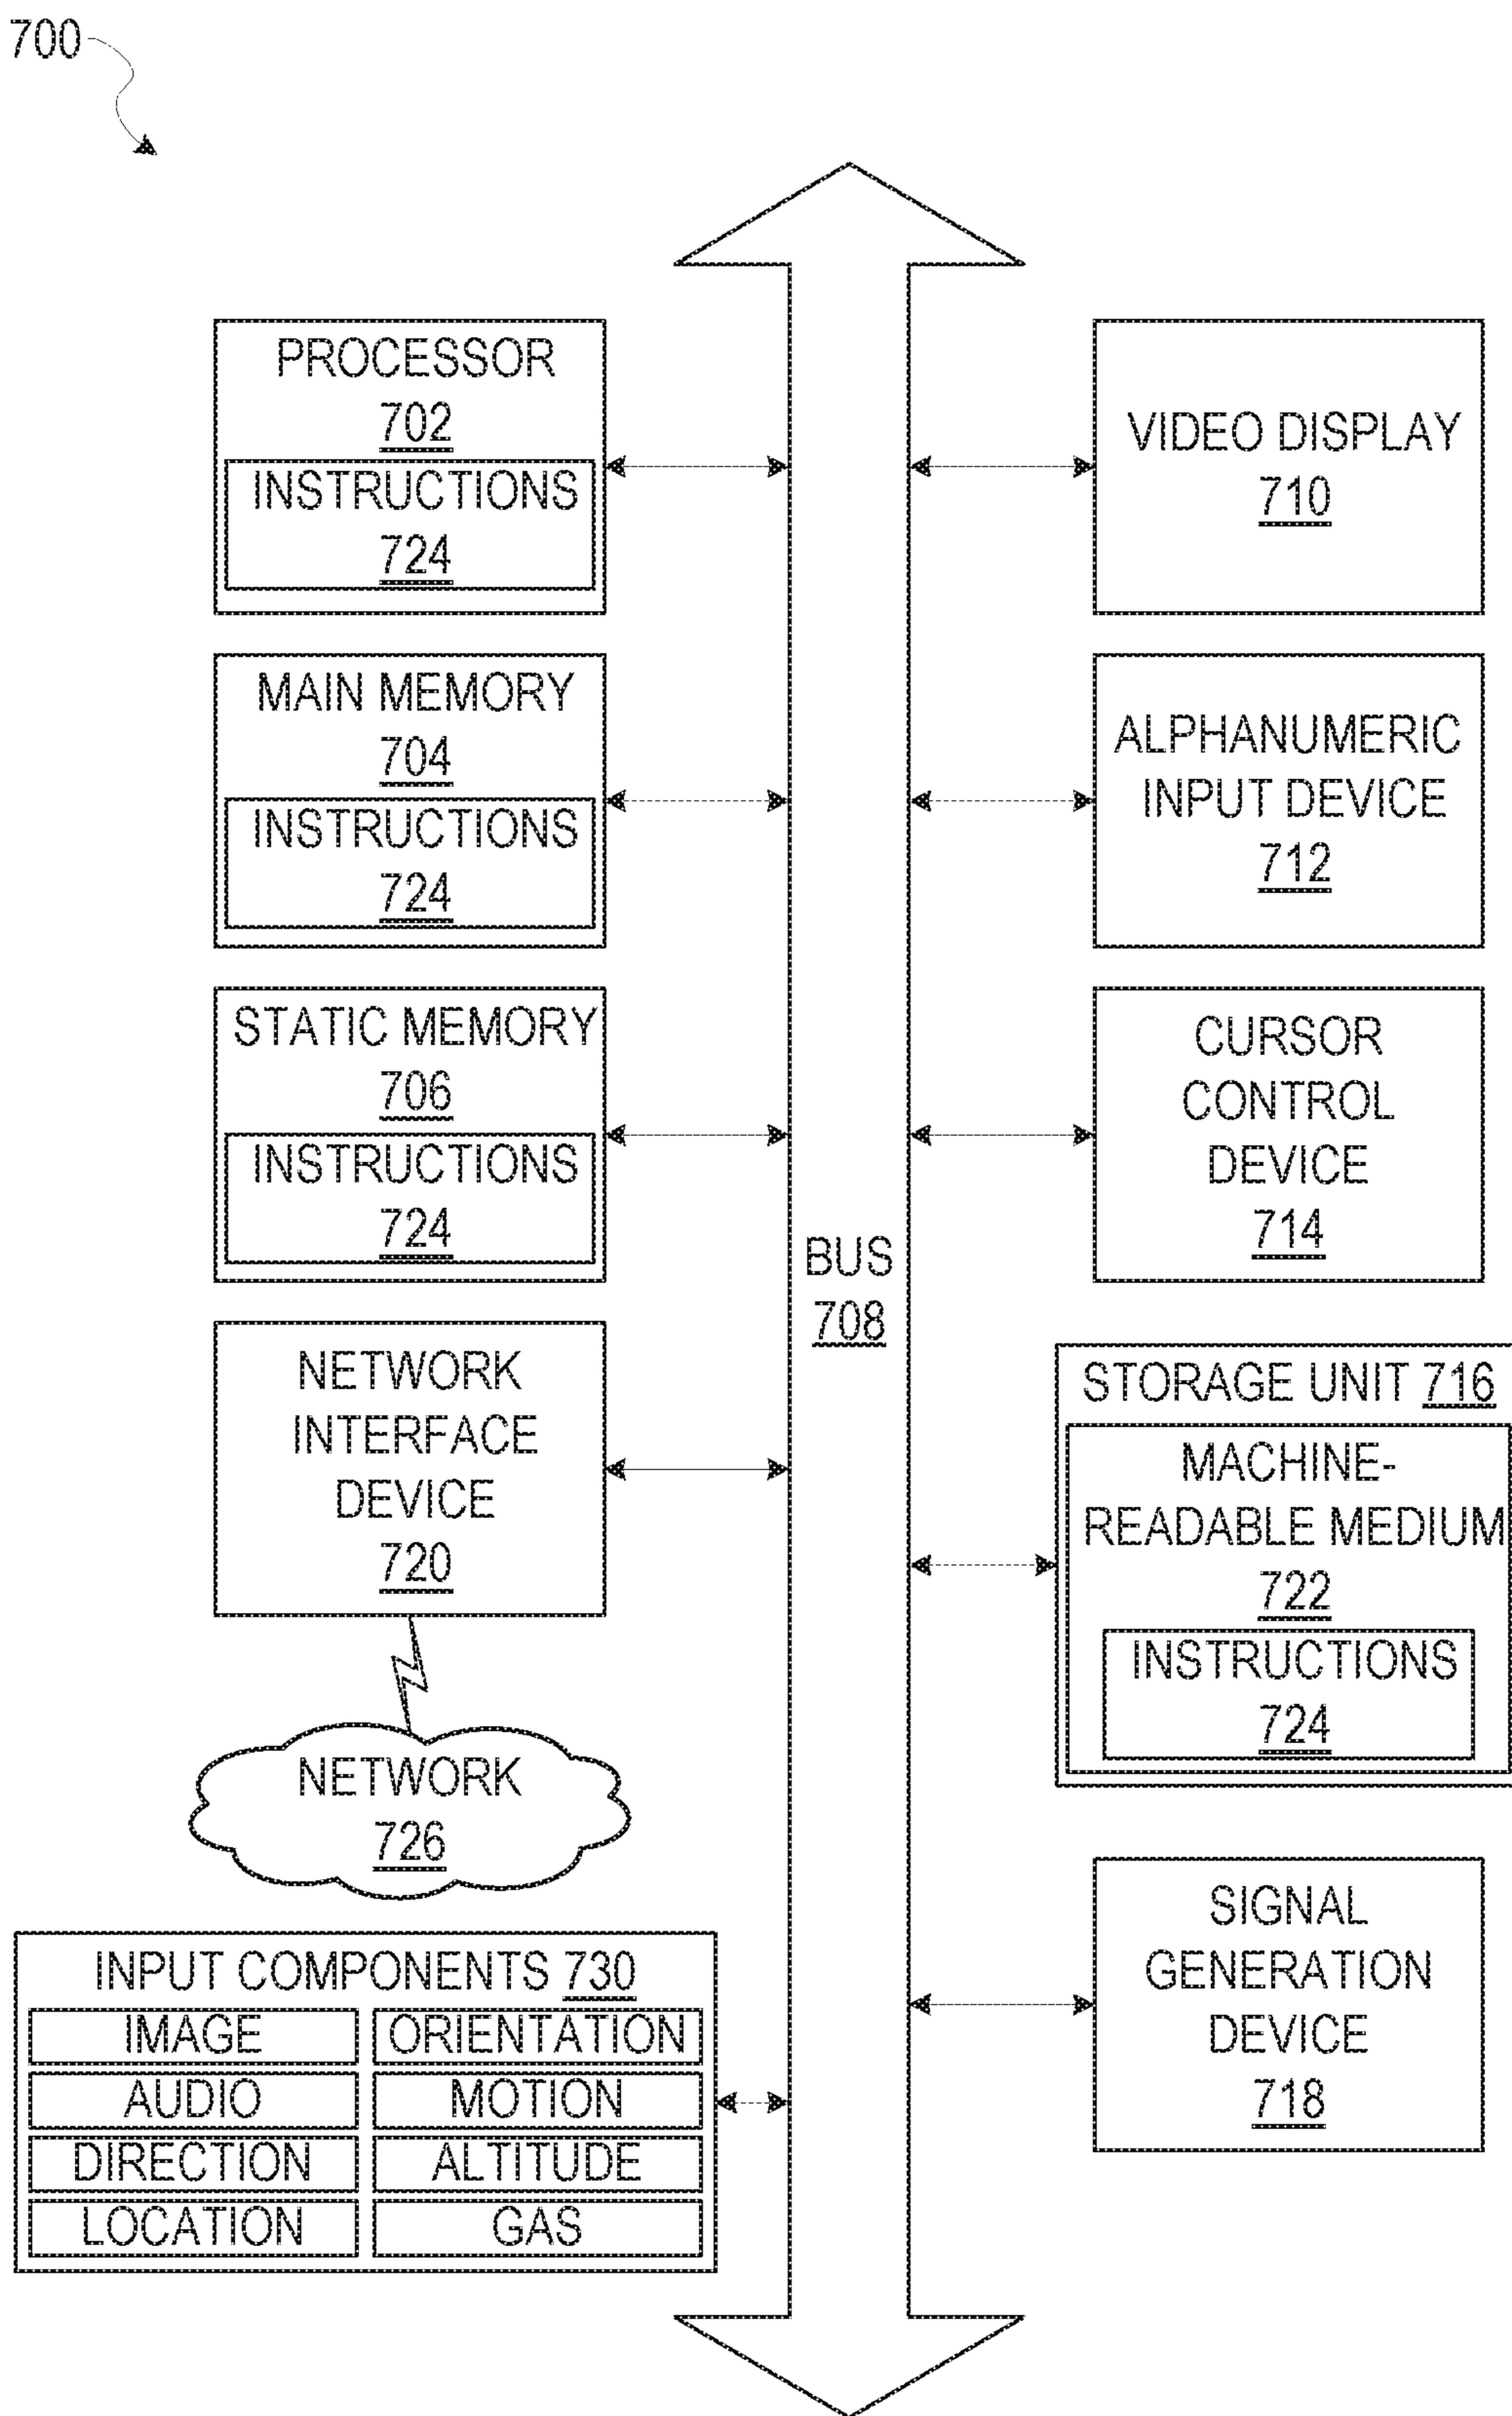 700
PROCESSOR
702
INSTRUCTIONS
724
MAIN MEMORY
704
INSTRUCTIONS
724
STATIC MEMORY
706
INSTRUCTIONS
724
NETWORK
INTERFACE
DEVICE
720
NETWORK
726
INPUT COMPONENTS 730
IMAGE
ORIENTATION
AUDIO
MOTION
DIRECTION
ALTITUDE
LOCATION
GAS
BUS
708
VIDEO DISPLAY
710
ALPHANUMERIC
INPUT DEVICE
712
CURSOR
CONTROL
DEVICE
714
STORAGE UNIT 716
MACHINE-
READABLE MEDIUM
722
INSTRUCTIONS
724
SIGNAL
GENERATION
DEVICE
718